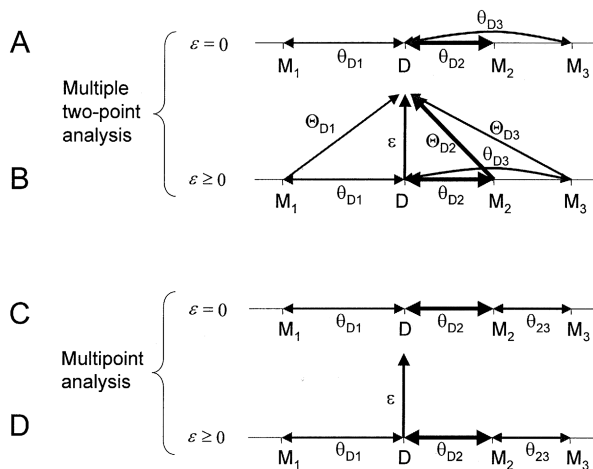 θD3
A ε = 0 θD1 θD2
M1 D M2 M3
Multiple two-point analysis
ΘD1 ε ΘD2 ΘD3 θD3
B ε ≥ 0 θD1 θD2
M1 D M2 M3
C ε = 0 θD1 θD2 θ23
M1 D M2 M3
Multipoint analysis
ε
D ε ≥ 0 θD1 θD2 θ23
M1 D M2 M3